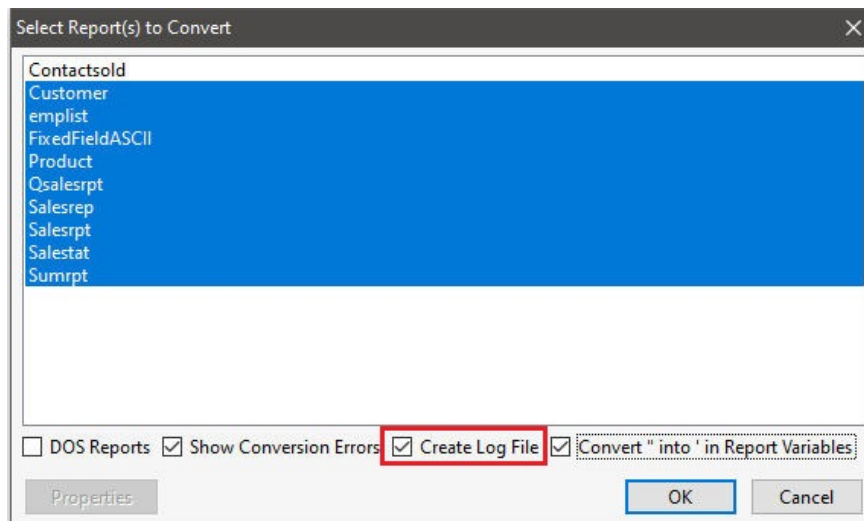 Select Report(s) to Convert
Contactsold
Customer
emplist
FixedFieldASCII
Product
Qsalesrpt
Salesrep
Salesrpt
Salestat
Sumrpt
DOS Reports Show Conversion Errors Create Log File Convert " into ' in Report Variables
Properties OK Cancel